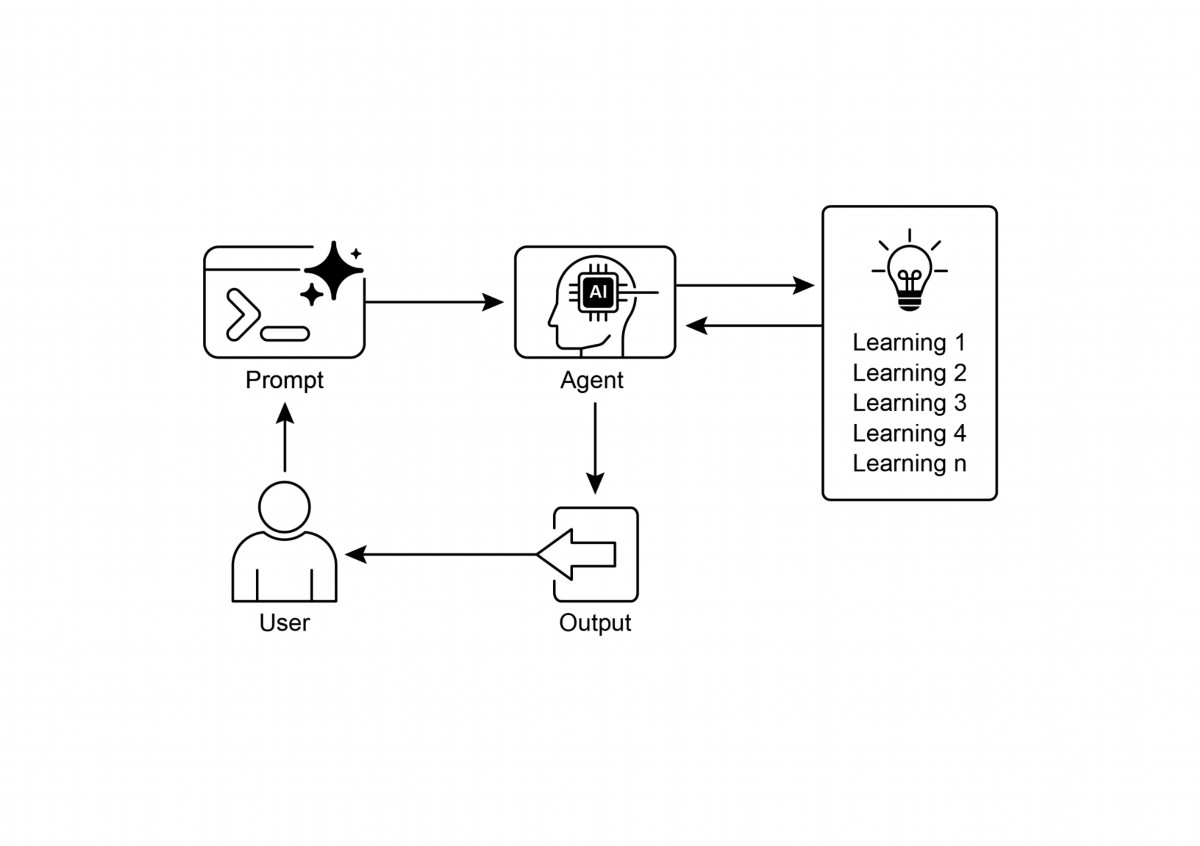 AI
Prompt
Agent
Learning 1
Learning 2
Learning 3
Learning 4
Learning n
User
Output